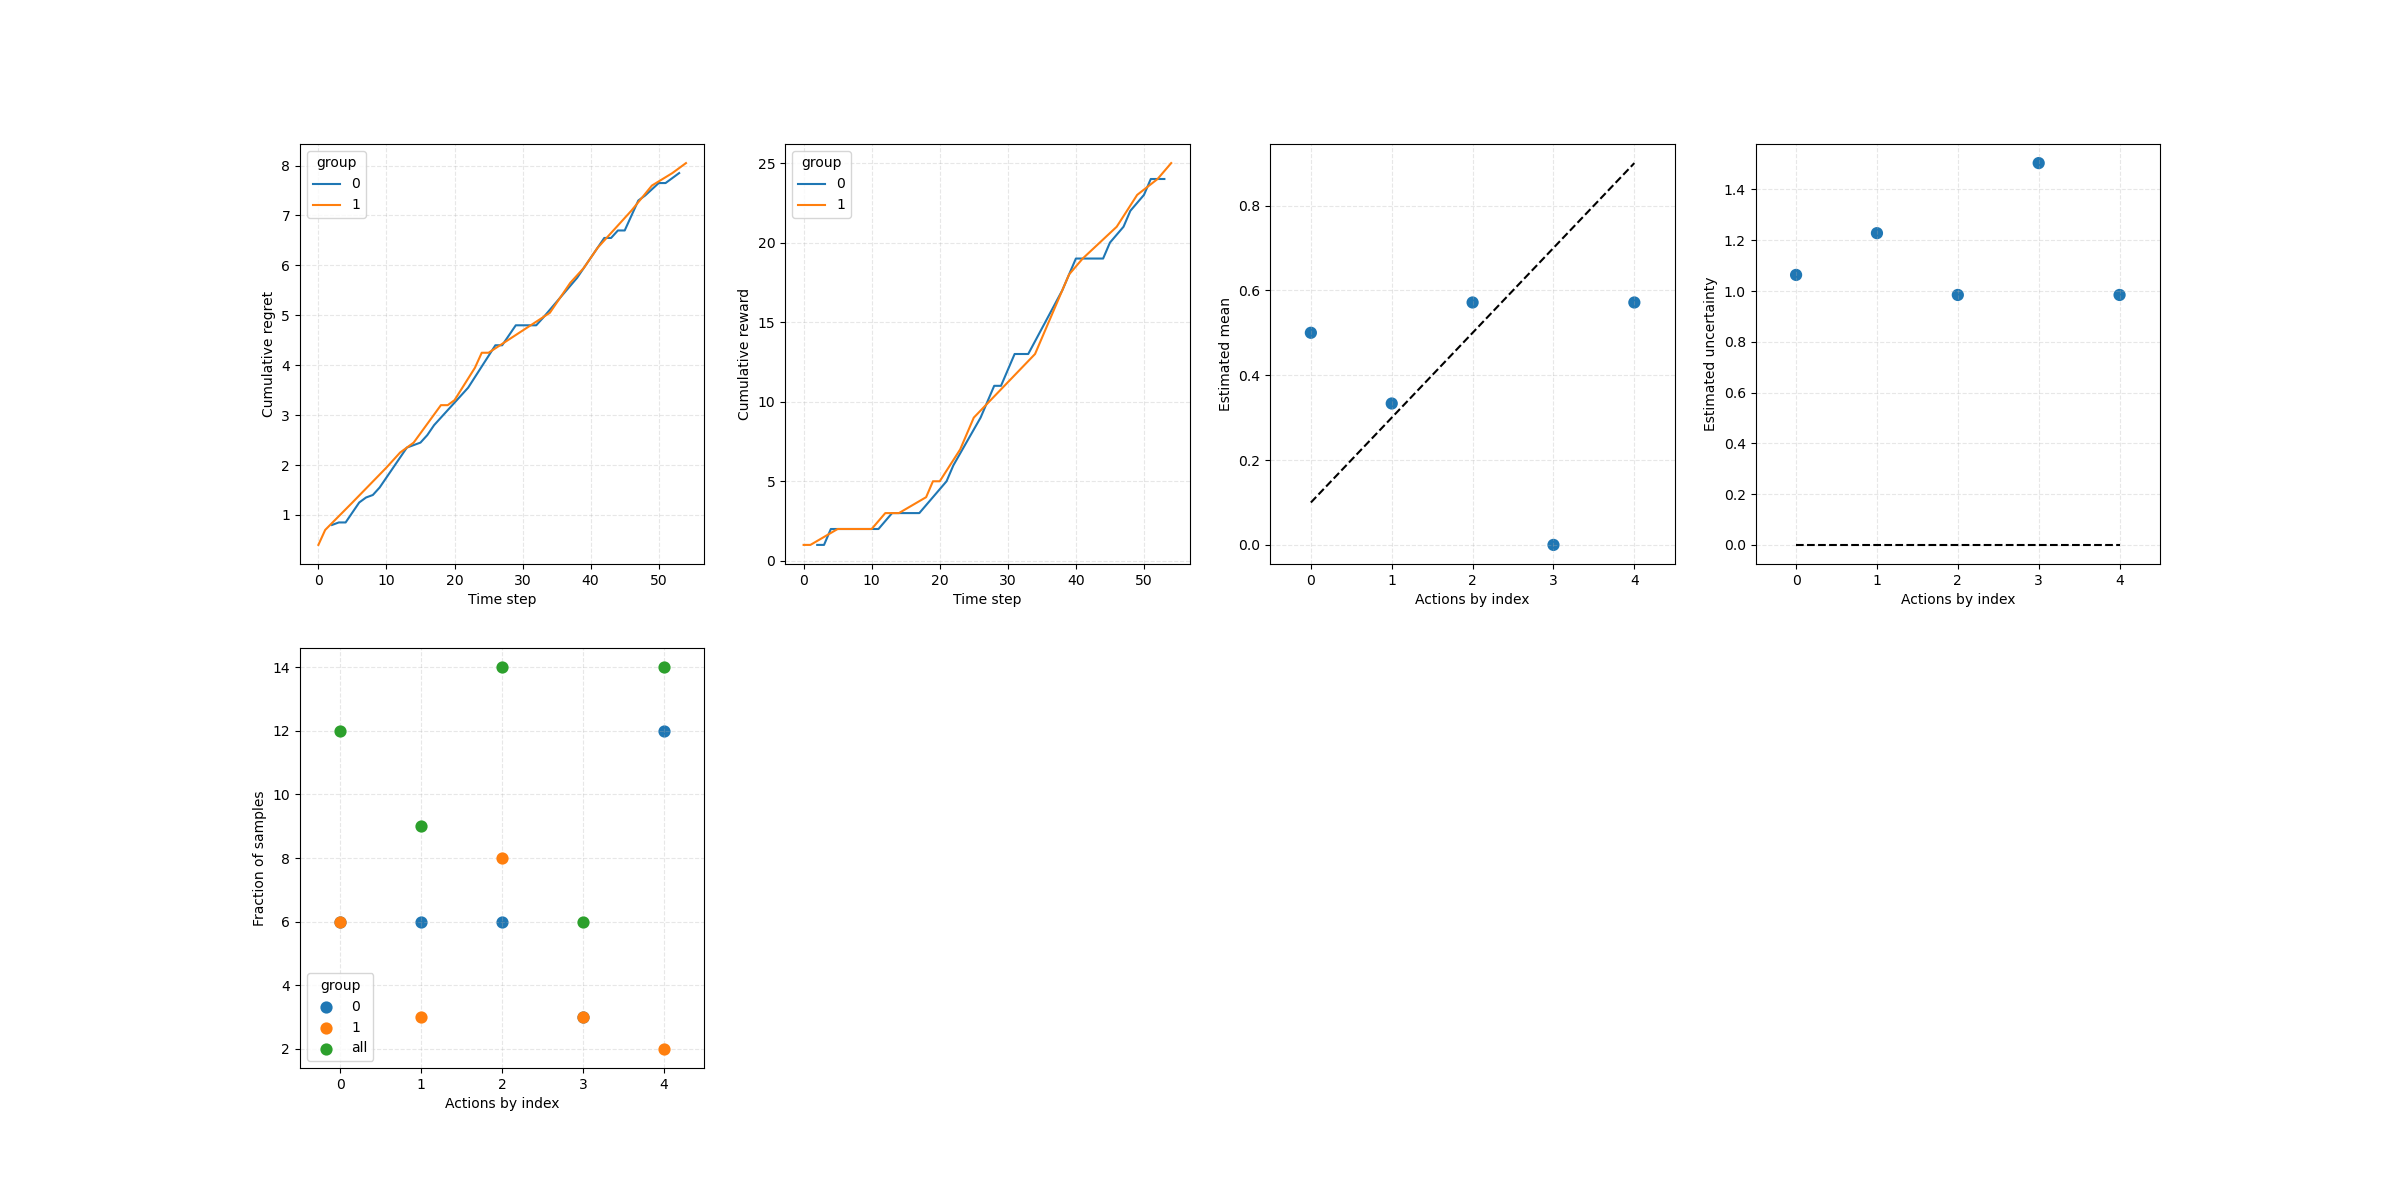 group
0
1
8
7
6
5
4
3
2
1
Cumulative regret
0 10 20 30 40 50
Time step
group
0
1
25
20
15
10
5
0
Cumulative reward
0 10 20 30 40 50
Time step
0.8
0.6
0.4
0.2
0.0
Estimated mean
0 1 2 3 4
Actions by index
1.4
1.2
1.0
0.8
0.6
0.4
0.2
0.0
Estimated uncertainty
0 1 2 3 4
Actions by index
14
12
10
8
6
4
2
Fraction of samples
group
0
1
all
0 1 2 3 4
Actions by index